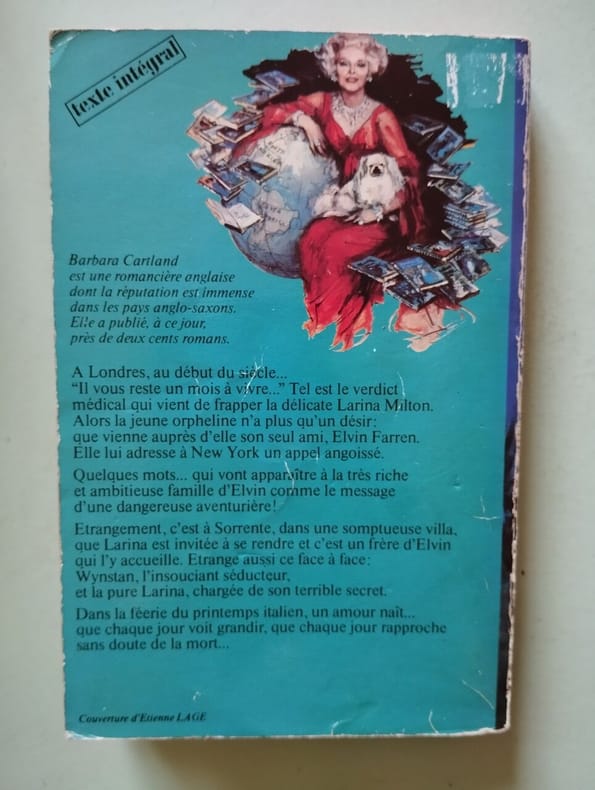 texte intégral
Barbara Cartland
est une romancière anglaise
dont la réputation est immense
dans les pays anglo-saxons.
Elle a publié, à ce jour,
près de deux cents romans.
A Londres, au début du siècle...
"Il vous reste un mois à vivre..." Tel est le verdict
médical qui vient de frapper la délicate Larina Milton.
Alors la jeune orpheline n'a plus qu'un désir:
que vienne auprès d'elle son seul ami, Elvin Farren.
Elle lui adresse à New York un appel angoissé.
Quelques mots... qui vont apparaître à la très riche
et ambitieuse famille d'Elvin comme le message
d'une dangereuse aventurière!
Etrangement, c'est à Sorrente, dans une somptueuse villa,
que Larina est invitée à se rendre et c'est un frère d'Elvin
qui l'y accueille. Etrange aussi ce face à face:
Wynstan, l'insouciant séducteur,
et la pure Larina, chargée de son terrible secret.
Dans la féerie du printemps italien, un amour naît...
que chaque jour voit grandir, que chaque jour rapproche
sans doute de la mort...
Couverture d'Etienne LAGE